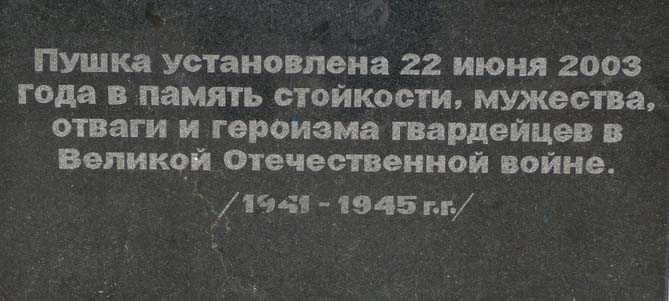 Пушка установлена 22 июня 2003
года в память стойкости, мужества,
отваги и героизма гвардейцев в
Великой Отечественной войне.
/1941 - 1945 г.г./